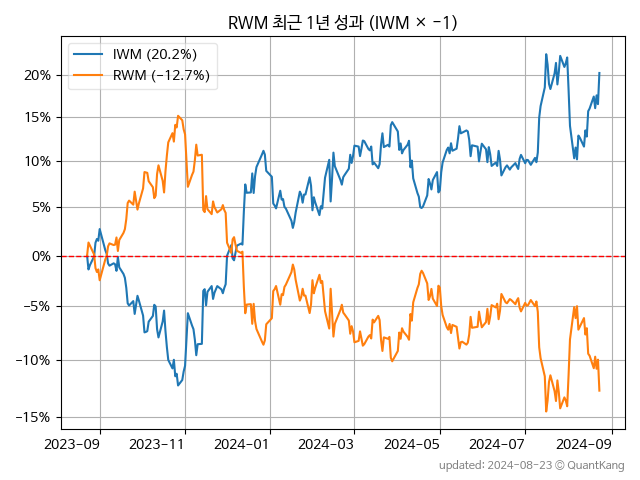 RWM 최근 1년 성과 (IWM × −1)
IWM (20.2%)
RWM (−12.7%)
20%
15%
10%
5%
0%
−5%
−10%
−15%
2023-09 2023-11 2024-01 2024-03 2024-05 2024-07 2024-09
updated: 2024-08-23 © QuantKang